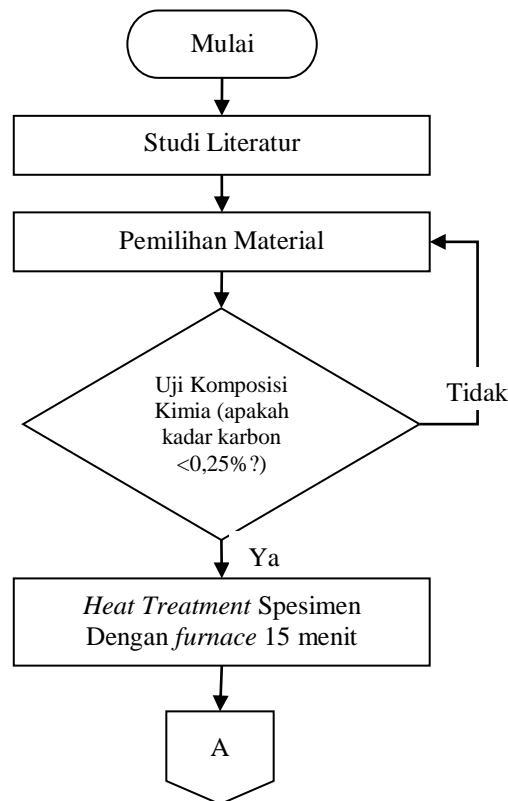 Mulai
Studi Literatur
Pemilihan Material
Uji Komposisi
Kimia (apakah
kadar karbon
<0,25%?)
Tidak
Ya
Heat Treatment Spesimen
Dengan furnace 15 menit
A